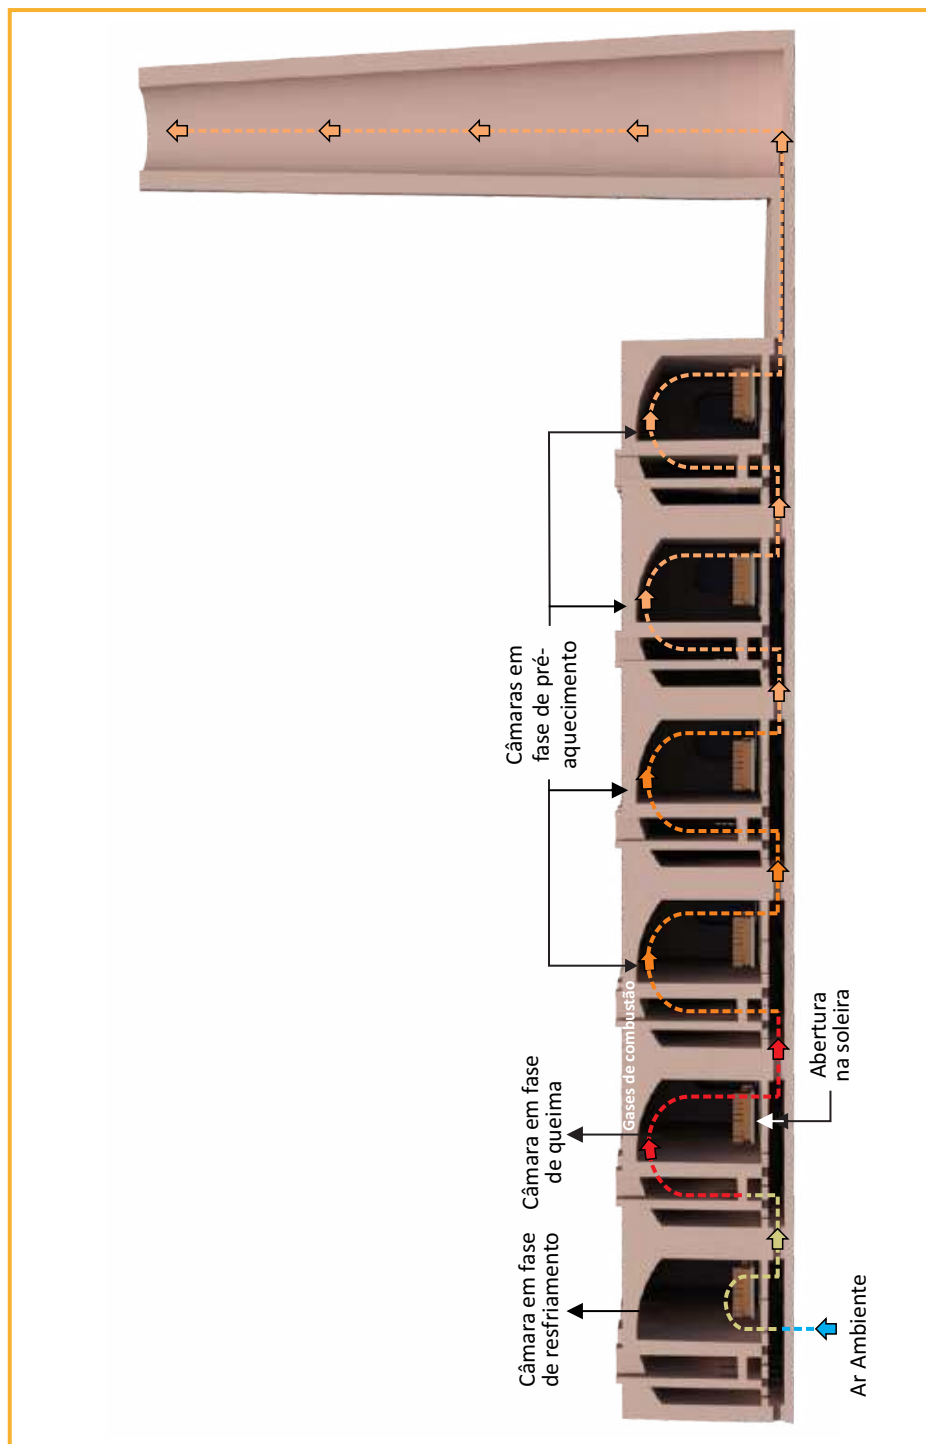 Câmaras em
fase de pré-
aquecimento
Gases de combustão
Abertura
na soleira
Câmara em fase
de queima
Câmara em fase
de resfriamento
Ar Ambiente